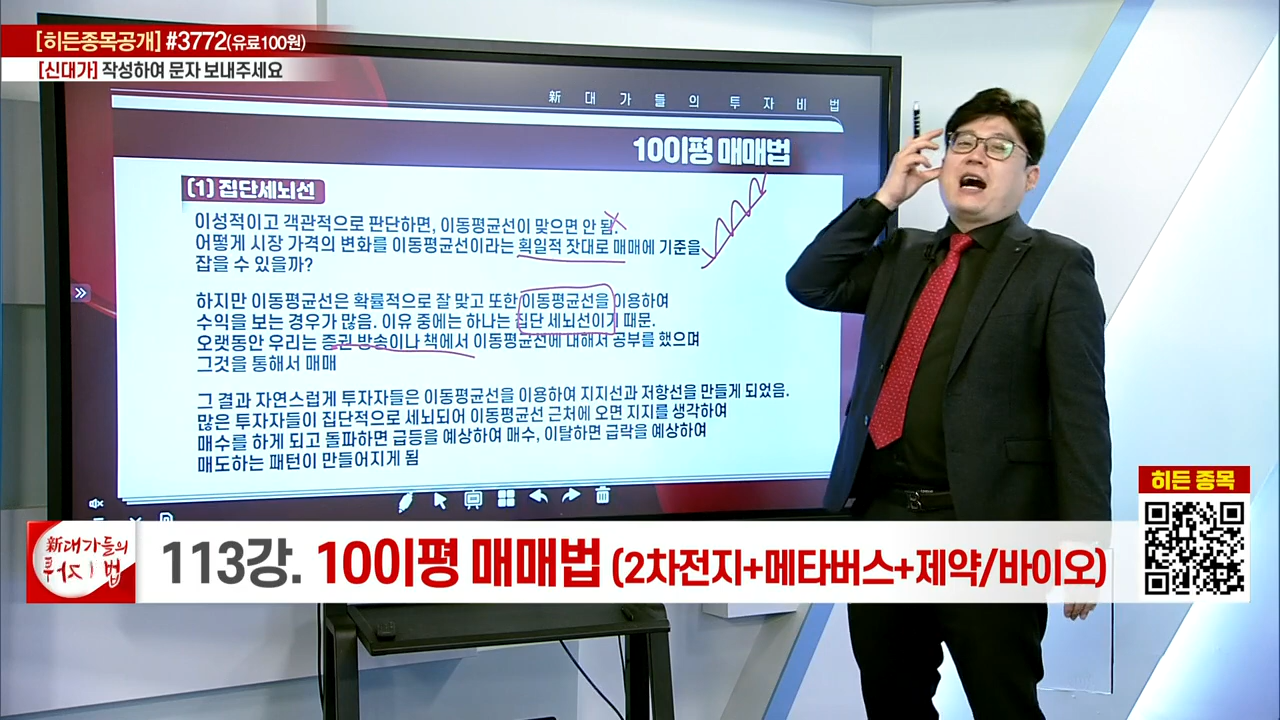 [히든종목공개] #3772(유료100원)
[신대가] 작성하여 문자 보내주세요
新 대 가 들 의 투 자 비 법
10이평 매매법
(1) 집단세뇌선
이성적이고 객관적으로 판단하면, 이동평균선이 맞으면 안 됨.
어떻게 시장 가격의 변화를 이동평균선이라는 획일적 잣대로 매매에 기준을
잡을 수 있을까?
하지만 이동평균선은 확률적으로 잘 맞고 또한 이동평균선을 이용하여
수익을 보는 경우가 많음. 이유 중에는 하나는 집단 세뇌선이기 때문.
오랫동안 우리는 증권 방송이나 책에서 이동평균선에 대해서 공부를 했으며
그것을 통해서 매매
그 결과 자연스럽게 투자자들은 이동평균선을 이용하여 지지선과 저항선을 만들게 되었음.
많은 투자자들이 집단적으로 세뇌되어 이동평균선 근처에 오면 지지를 생각하여
매수를 하게 되고 돌파하면 급등을 예상하여 매수, 이탈하면 급락을 예상하여
매도하는 패턴이 만들어지게 됨
히든 종목
新대가들의
투자비법
113강. 10이평 매매법 (2차전지+메타버스+제약/바이오)